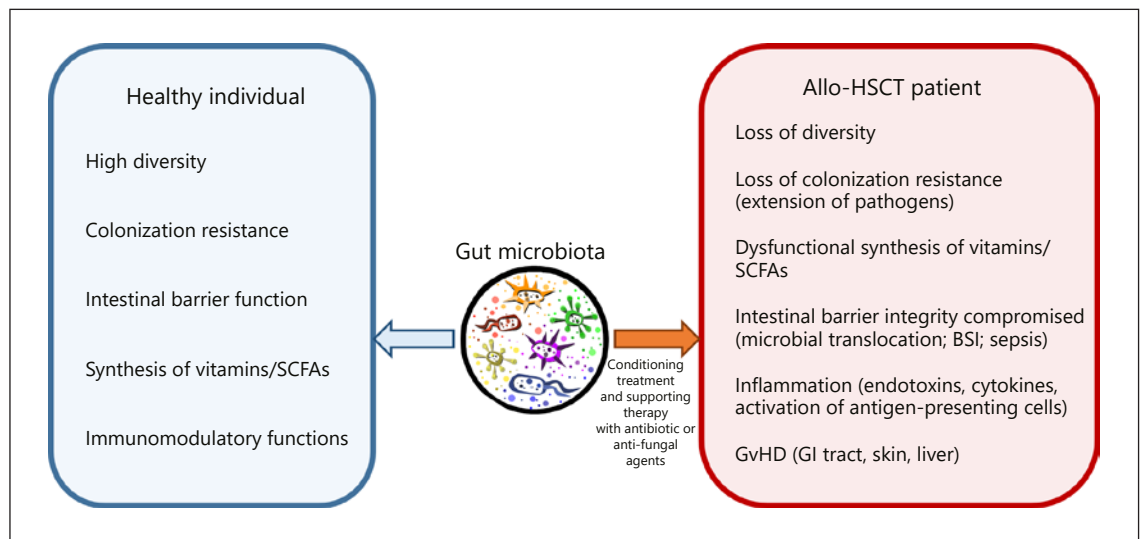 Healthy individual
High diversity
Colonization resistance
Intestinal barrier function
Synthesis of vitamins/SCFAs
Immunomodulatory functions
Gut microbiota
Conditioning
treatment
and supporting
therapy
with antibiotic or
anti-fungal
agents
Allo-HSCT patient
Loss of diversity
Loss of colonization resistance
(extension of pathogens)
Dysfunctional synthesis of vitamins/
SCFAs
Intestinal barrier integrity compromised
(microbial translocation; BSI; sepsis)
Inflammation (endotoxins, cytokines,
activation of antigen-presenting cells)
GvHD (GI tract, skin, liver)